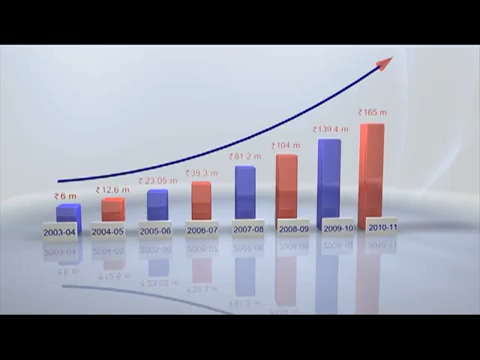 ₹6 m
₹12.6 m
₹23.05 m
₹39.3 m
₹81.2 m
₹104 m
₹139.4 m
₹165 m
2003-04
2004-05
2005-06
2006-07
2007-08
2008-09
2009-10
2010-11